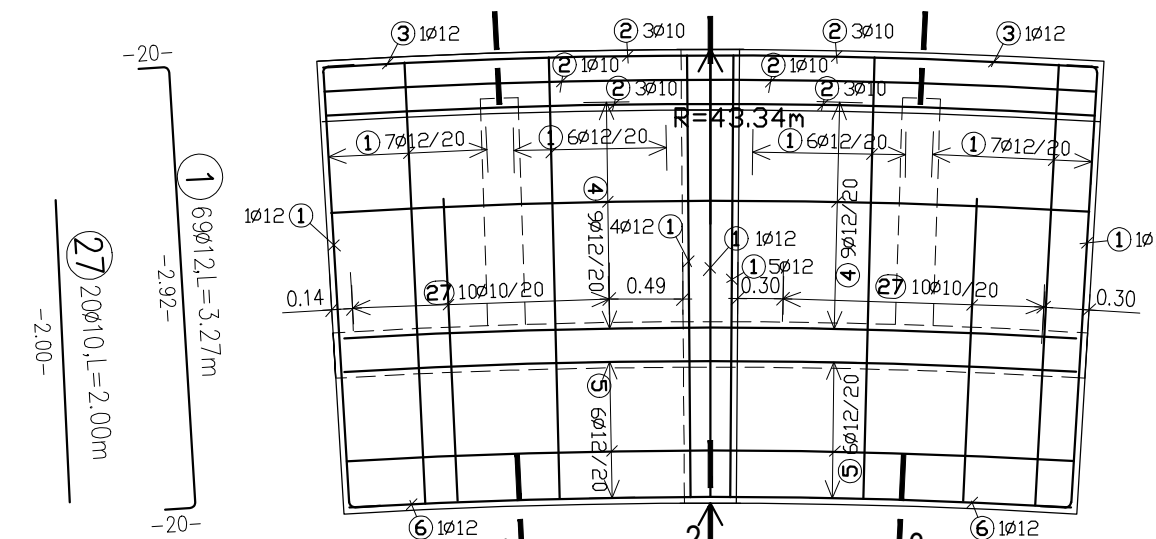 -20-
① 69ø12,L=3.27m
-2.92-
-20-
㉗ 20ø10,L=2.00m
-2.00-
③ 1ø12
② 3ø10
② 3ø10
③ 1ø12
② 1ø10
② 1ø10
② 3ø10
② 3ø10
R=43.34m
① 7ø12/20
① 6ø12/20
① 6ø12/20
① 7ø12/20
④ 9ø12/20
④ 9ø12/20
1ø12 ①
4ø12 ①
① 1ø12
① 5ø12
① 1ø
0.14
㉗ 10ø10/20
0.49
0.30
㉗ 10ø10/20
0.30
⑤ 6ø12/20
⑤ 6ø12/20
⑥ 1ø12
⑥ 1ø12